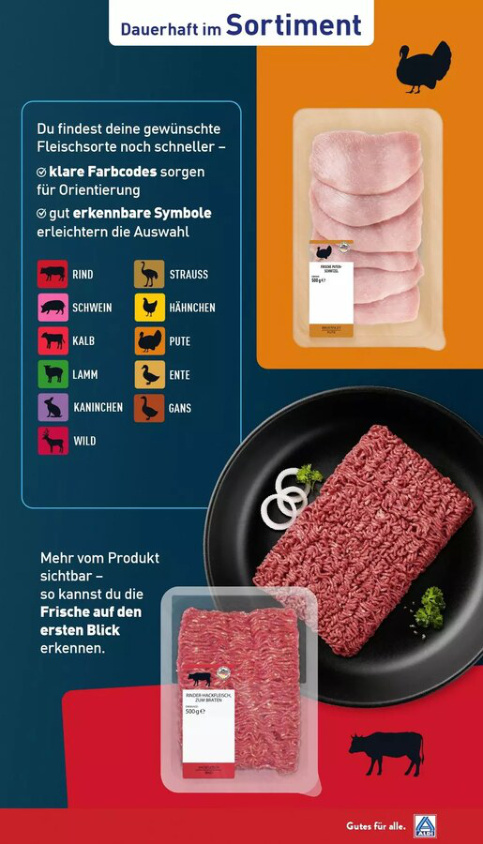 Dauerhaft im Sortiment
Du findest deine gewünschte
Fleischsorte noch schneller –
klare Farbcodes sorgen
für Orientierung
gut erkennbare Symbole
erleichtern die Auswahl
RIND
STRAUSS
SCHWEIN
HÄHNCHEN
KALB
PUTE
LAMM
ENTE
KANINCHEN
GANS
WILD
Mehr vom Produkt
sichtbar –
so kannst du die
Frische auf den
ersten Blick
erkennen.
RINDER-HACKFLEISCH,
ZUM BRATEN
500 g e
Gutes für alle.
ALDI